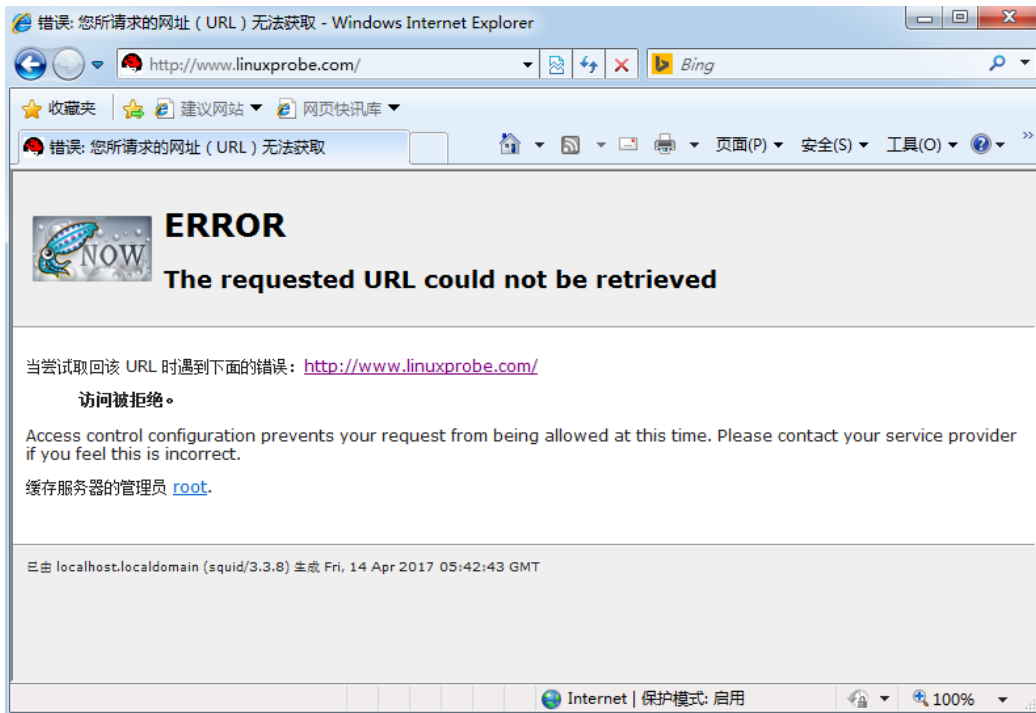 错误: 您所请求的网址（URL）无法获取 - Windows Internet Explorer
http://www.linuxprobe.com/
Bing
收藏夹 建议网站 网页快讯库
错误: 您所请求的网址（URL）无法获取 页面(P) 安全(S) 工具(O) »
NOW
ERROR
The requested URL could not be retrieved
当尝试取回该 URL 时遇到下面的错误: http://www.linuxprobe.com/
访问被拒绝。
Access control configuration prevents your request from being allowed at this time. Please contact your service provider
if you feel this is incorrect.
缓存服务器的管理员 root.
已由 localhost.localdomain (squid/3.3.8) 生成 Fri, 14 Apr 2017 05:42:43 GMT
Internet | 保护模式: 启用 100%